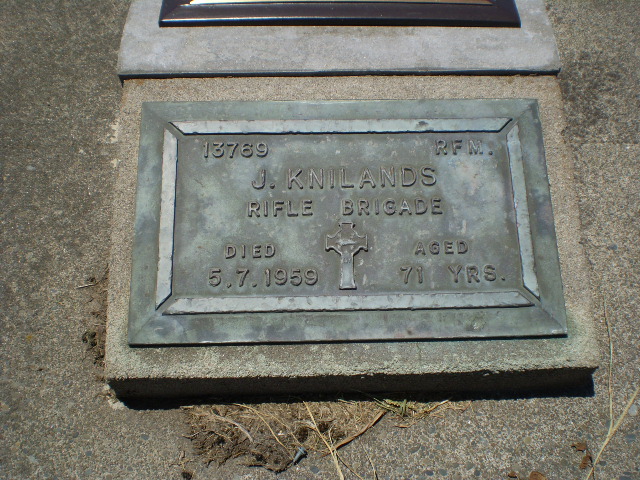 13769 RFM.
J. KNILANDS
RIFLE BRIGADE
DIED AGED
5.7.1959 71 YRS.